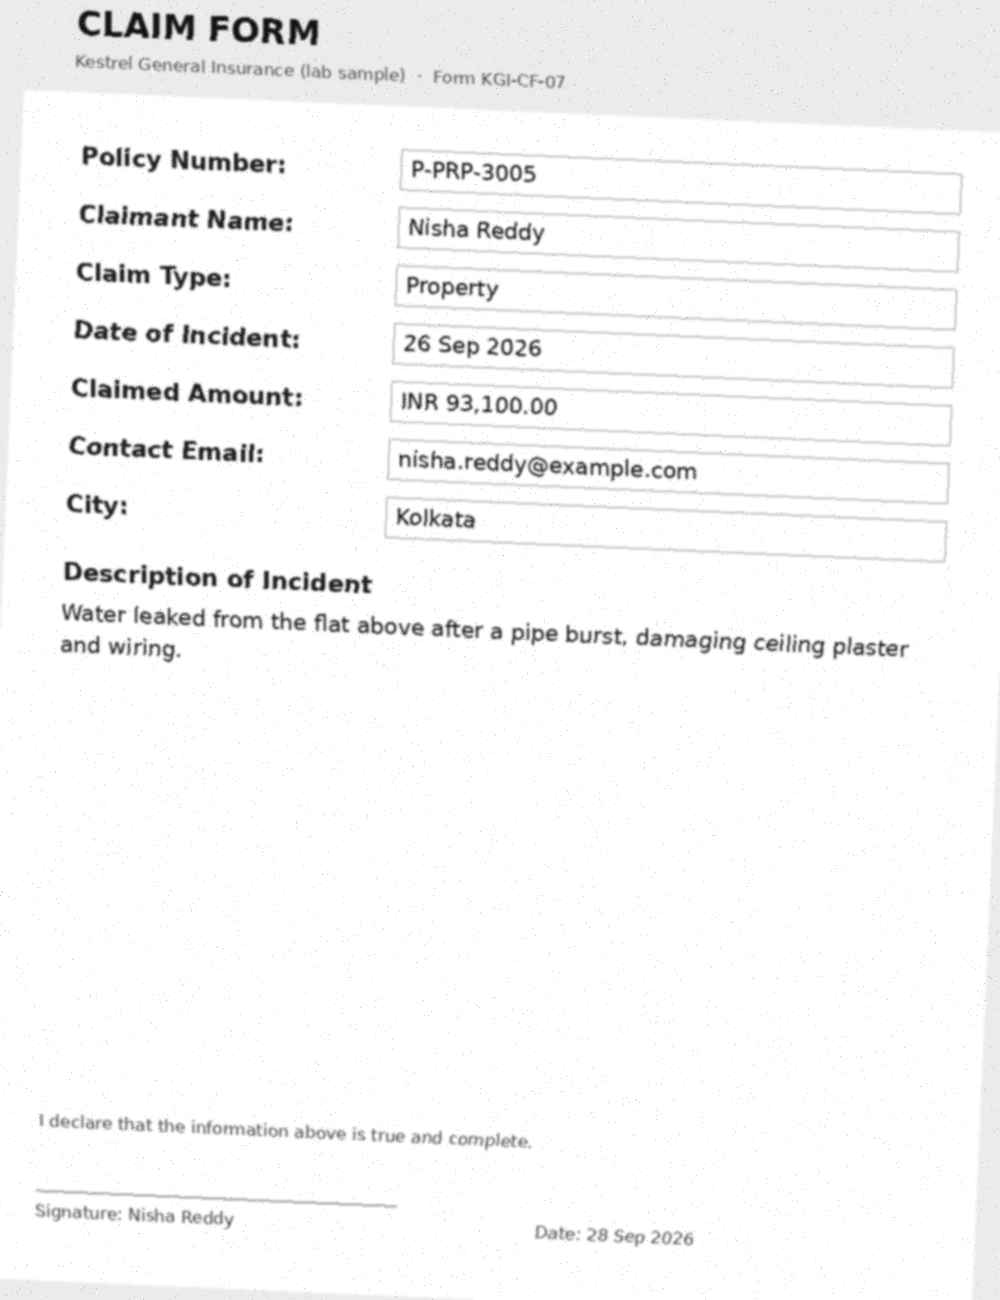 CLAIM FORM
Kestrel General Insurance (lab sample) · Form KGI-CF-07
Policy Number: P-PRP-3005
Claimant Name: Nisha Reddy
Claim Type: Property
Date of Incident: 26 Sep 2026
Claimed Amount: INR 93,100.00
Contact Email: nisha.reddy@example.com
City: Kolkata
Description of Incident
Water leaked from the flat above after a pipe burst, damaging ceiling plaster
and wiring.
I declare that the information above is true and complete.
Signature: Nisha Reddy
Date: 28 Sep 2026